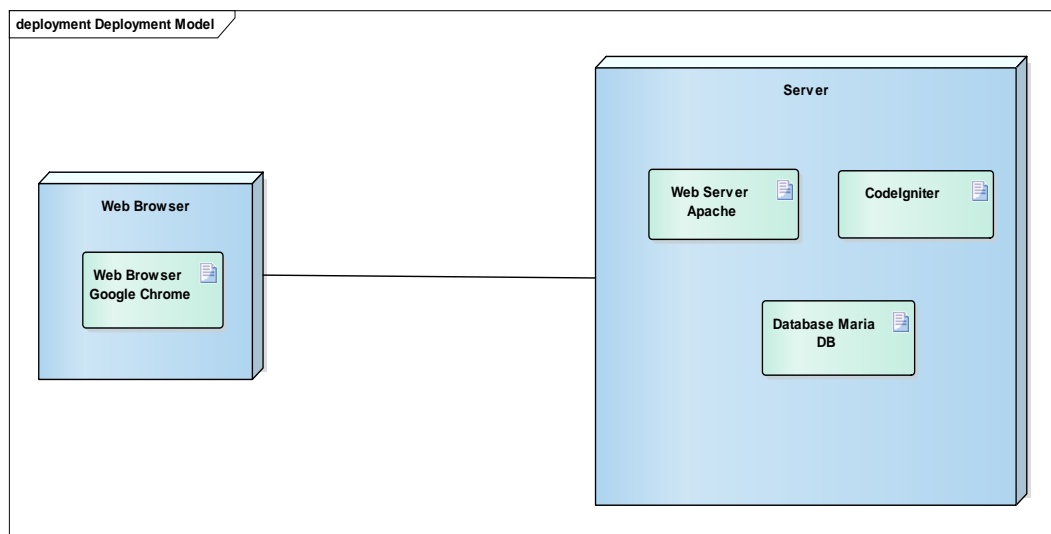 deployment Deployment Model
Server
Web Server
Apache
CodeIgniter
Web Browser
Web Browser
Google Chrome
Database Maria
DB